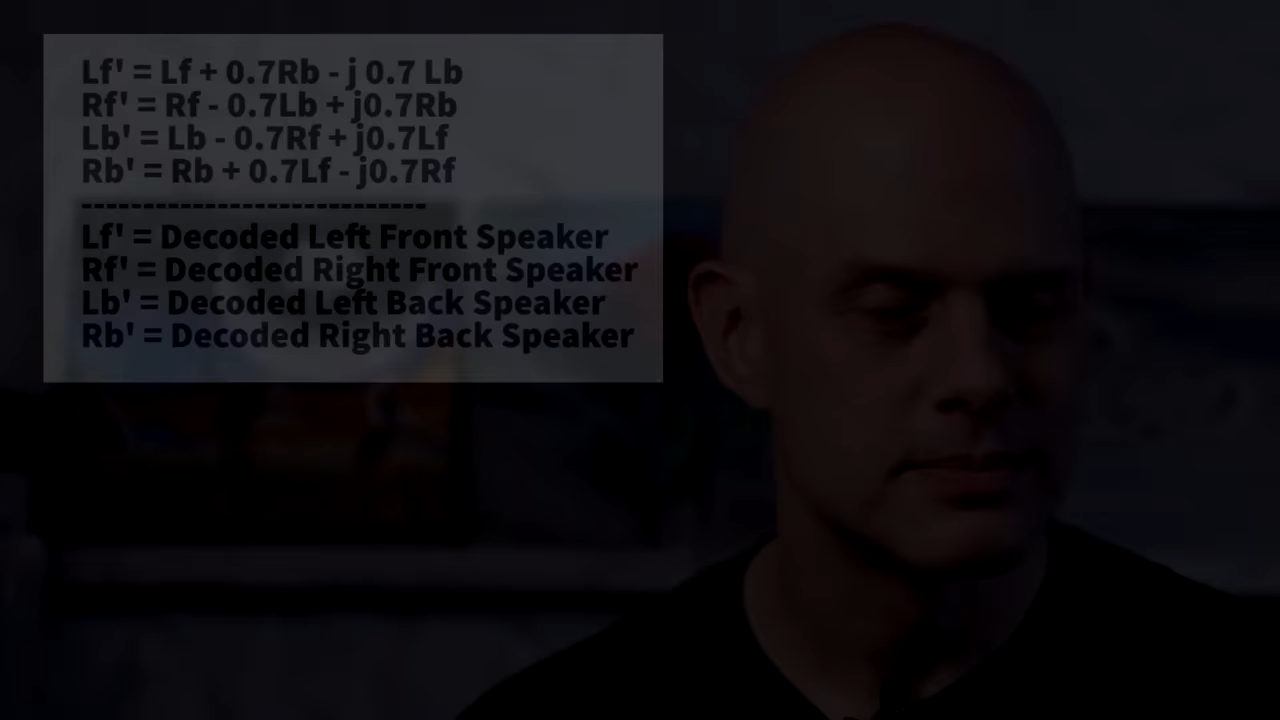 Lf' = Lf + 0.7Rb - j 0.7 Lb
Rf' = Rf - 0.7Lb + j0.7Rb
Lb' = Lb - 0.7Rf + j0.7Lf
Rb' = Rb + 0.7Lf - j0.7Rf
----------------------------
Lf' = Decoded Left Front Speaker
Rf' = Decoded Right Front Speaker
Lb' = Decoded Left Back Speaker
Rb' = Decoded Right Back Speaker